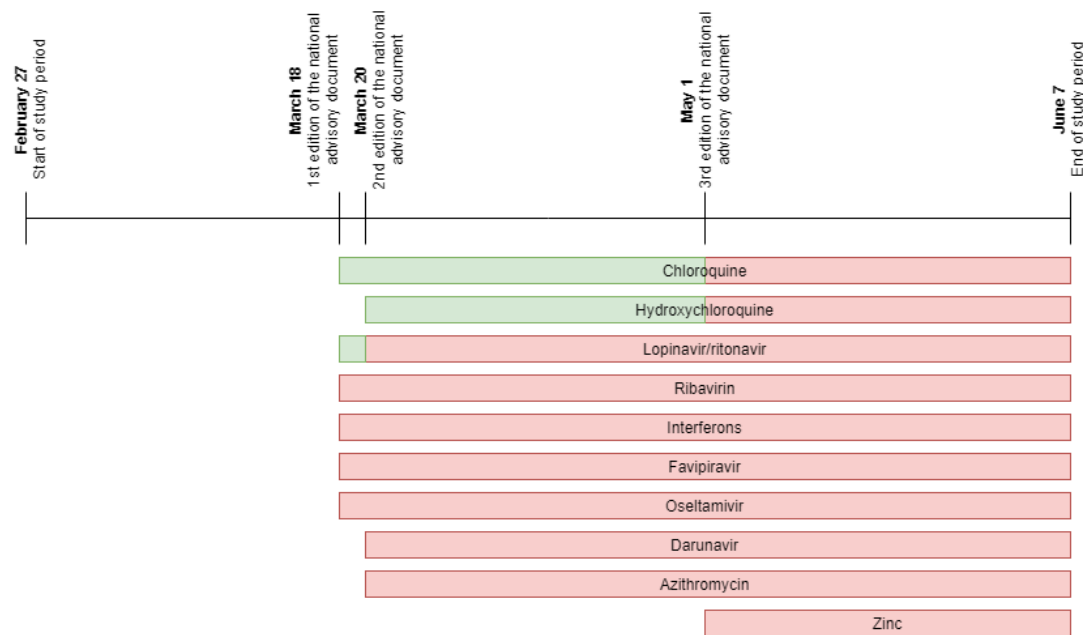 February 27
Start of study period
March 18
1st edition of the national
advisory document
March 20
2nd edition of the national
advisory document
May 1
3rd edition of the national
advisory document
June 7
End of study period
Chloroquine
Hydroxychloroquine
Lopinavir/ritonavir
Ribavirin
Interferons
Favipiravir
Oseltamivir
Darunavir
Azithromycin
Zinc